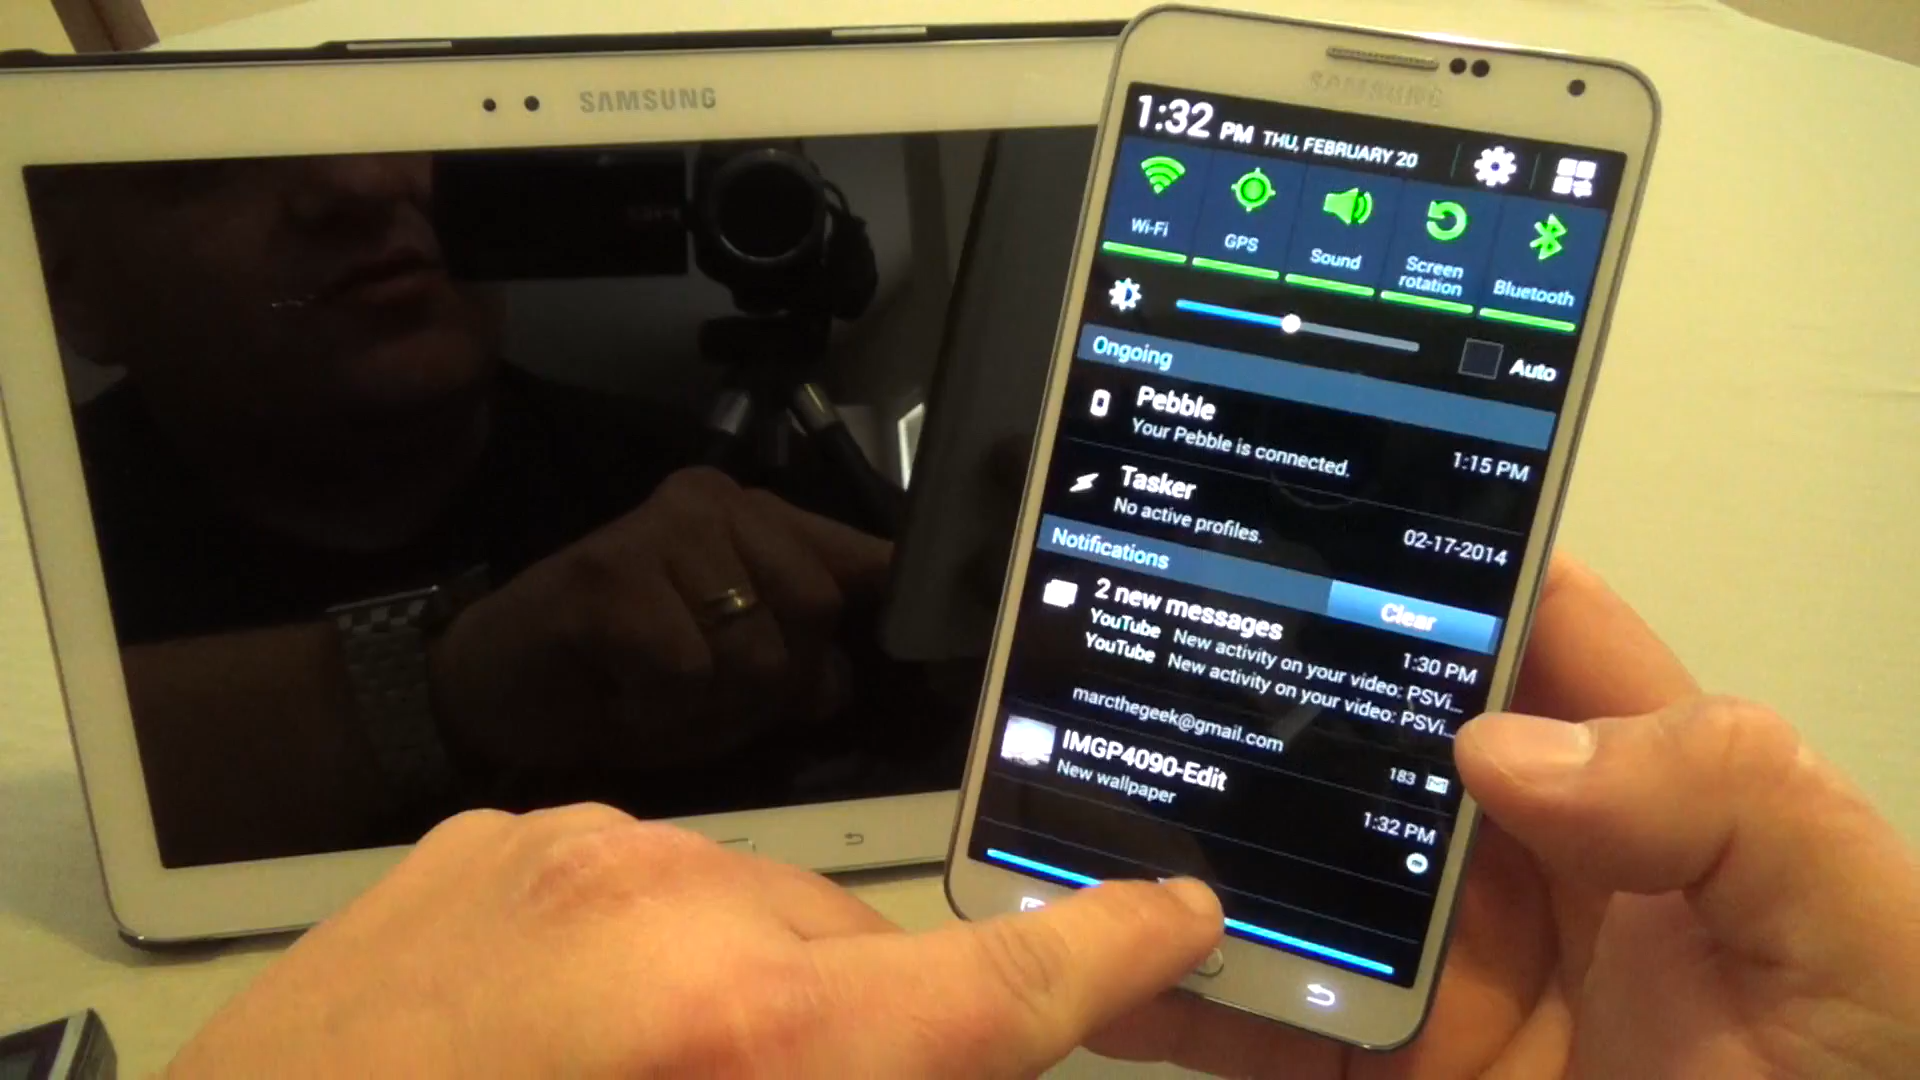 SAMSUNG
SAMSUNG
1:32 PM THU, FEBRUARY 20
Wi-Fi
GPS
Sound
Screen
rotation
Bluetooth
Auto
Ongoing
Pebble
Your Pebble is connected.
1:15 PM
Tasker
No active profiles.
02-17-2014
Notifications
Clear
2 new messages
1:30 PM
YouTube New activity on your video: PSVi...
YouTube New activity on your video: PSVi...
marcthegeek@gmail.com
183
IMGP4090-Edit
New wallpaper
1:32 PM